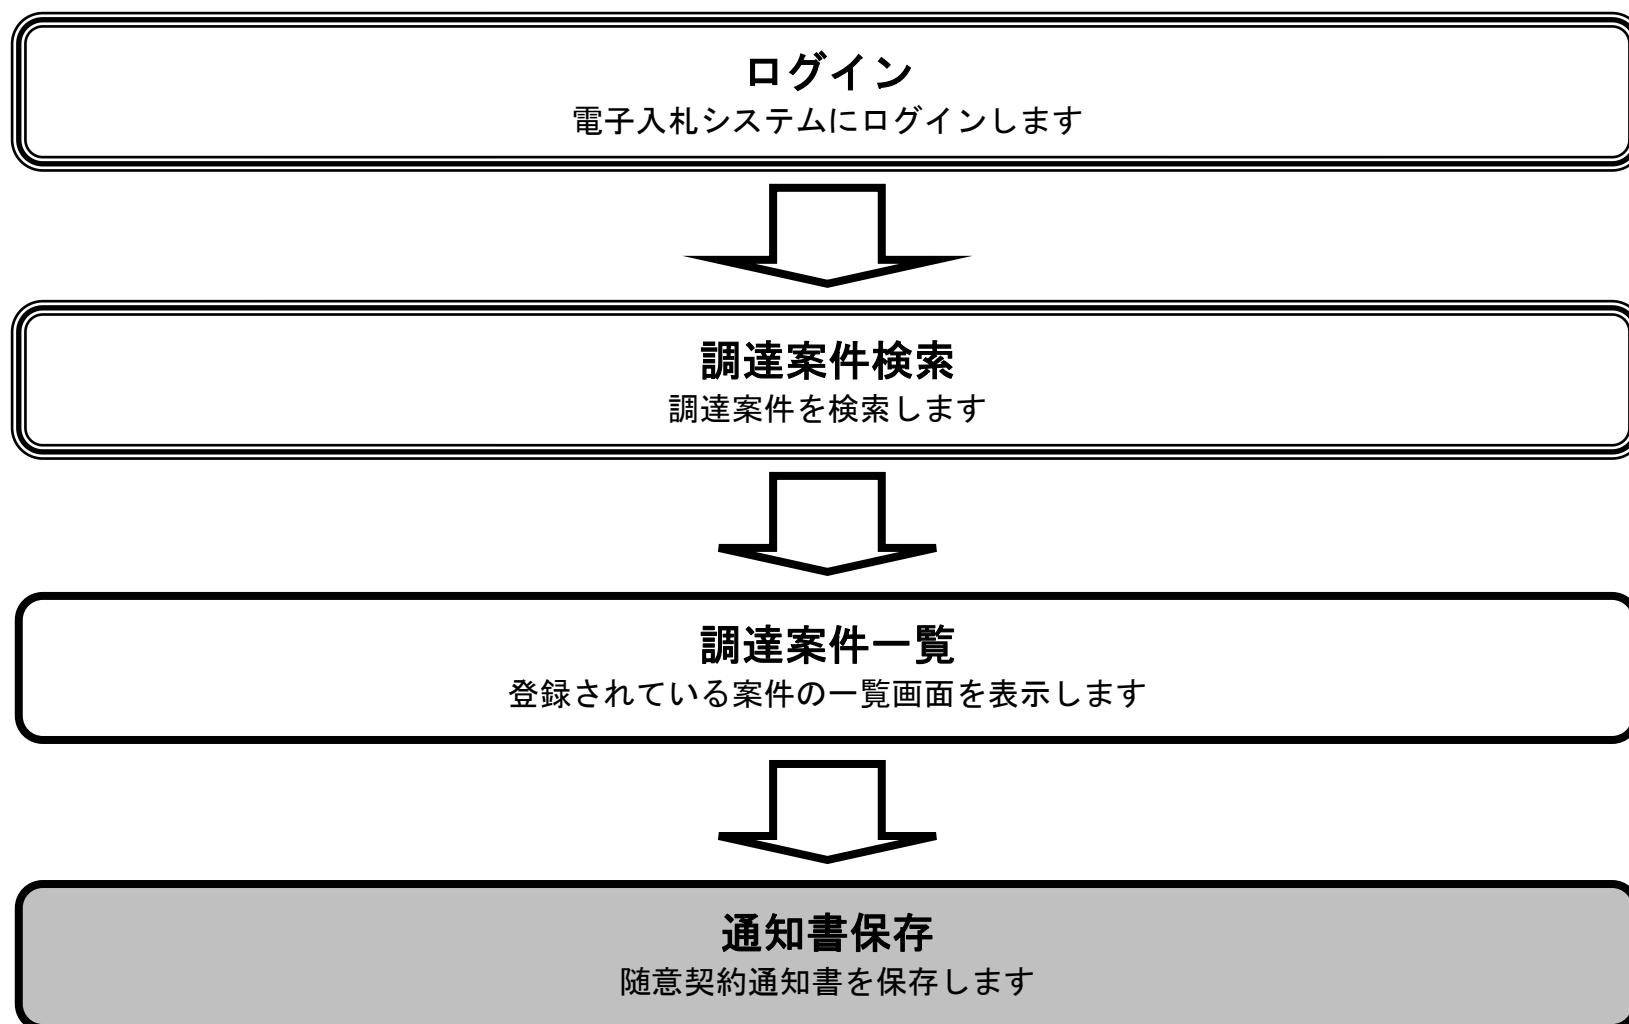 ログイン
電子入札システムにログインします
調達案件検索
調達案件を検索します
調達案件一覧
登録されている案件の一覧画面を表示します
通知書保存
随意契約通知書を保存します